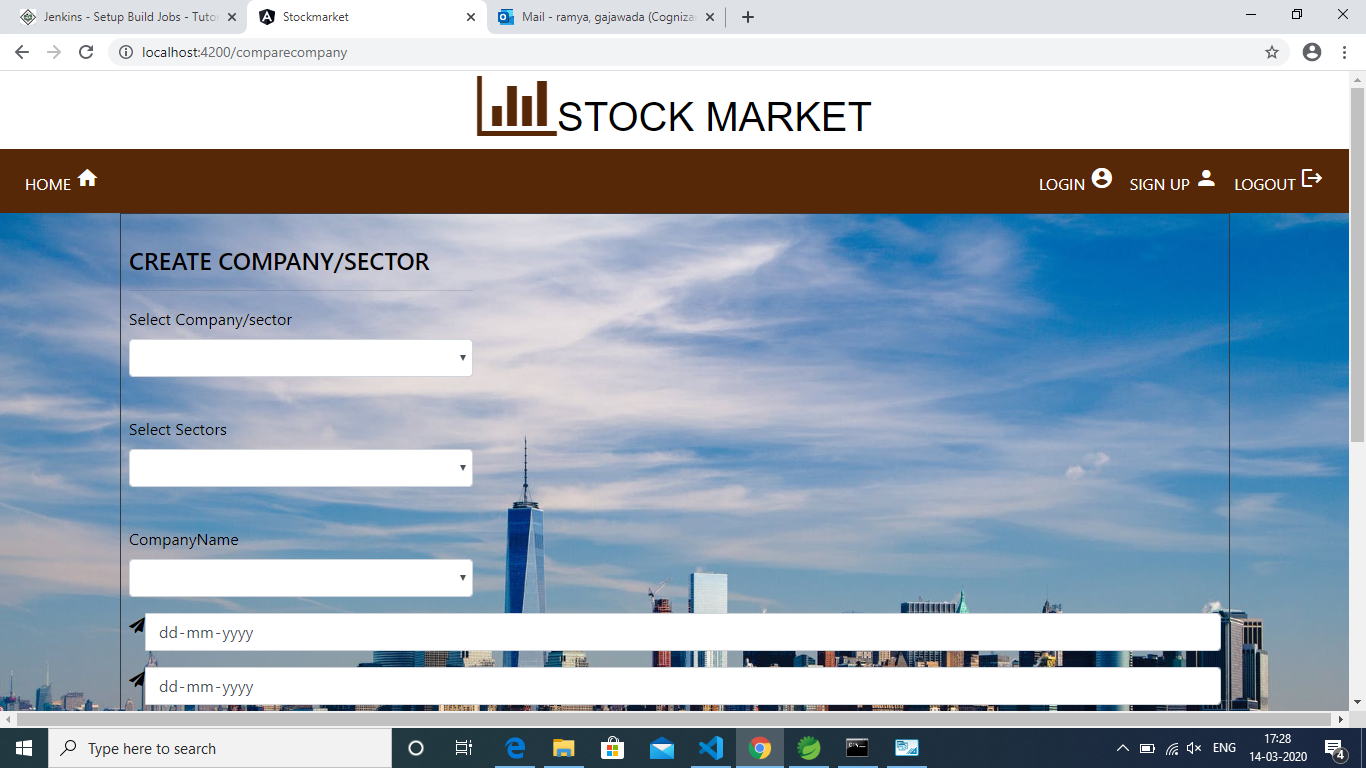 Jenkins - Setup Build Jobs - Tuto
Stockmarket
Mail - ramya, gajawada (Cogniza
localhost:4200/comparecompany
STOCK MARKET
HOME
LOGIN
SIGN UP
LOGOUT
CREATE COMPANY/SECTOR
Select Company/sector
Select Sectors
CompanyName
dd-mm-yyyy
dd-mm-yyyy
Type here to search
ENG
17:28
14-03-2020
4